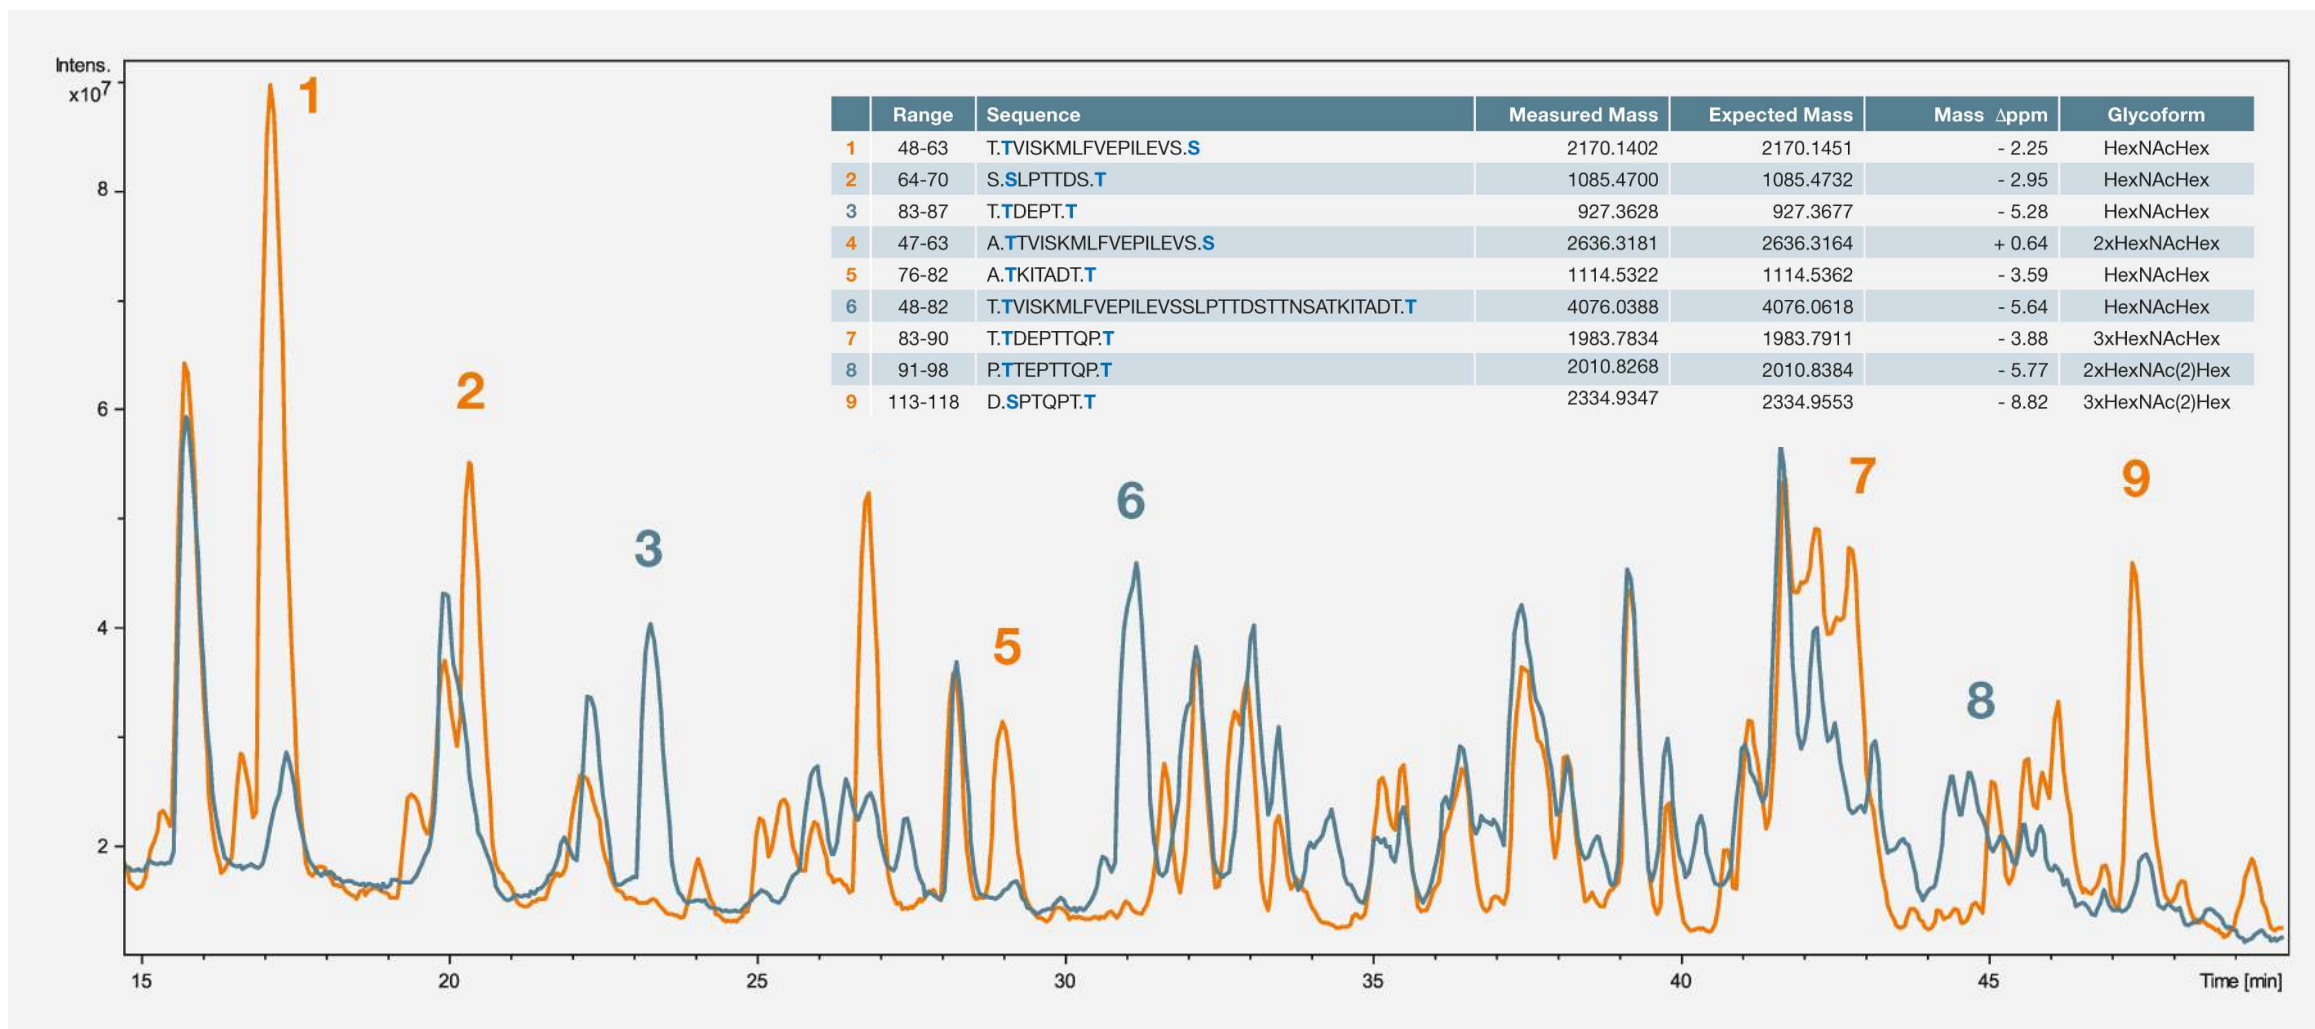 Intens.
x10⁷
1
Range Sequence Measured Mass Expected Mass Mass Δppm Glycoform
1 48-63 T.TVISKMLFVEPILEVS.S 2170.1402 2170.1451 - 2.25 HexNAcHex
2 64-70 S.SLPTTDS.T 1085.4700 1085.4732 - 2.95 HexNAcHex
8
3 83-87 T.TDEPT.T 927.3628 927.3677 - 5.28 HexNAcHex
4 47-63 A.TTVISKMLFVEPILEVS.S 2636.3181 2636.3164 + 0.64 2xHexNAcHex
5 76-82 A.TKITADT.T 1114.5322 1114.5362 - 3.59 HexNAcHex
6 48-82 T.TVISKMLFVEPILEVSSLPTTDSTTNSATKITADT.T 4076.0388 4076.0618 - 5.64 HexNAcHex
7 83-90 T.TDEPTTQP.T 1983.7834 1983.7911 - 3.88 3xHexNAcHex
8 91-98 P.TTEPTTQP.T 2010.8268 2010.8384 - 5.77 2xHexNAc(2)Hex
9 113-118 D.SPTQPT.T 2334.9347 2334.9553 - 8.82 3xHexNAc(2)Hex
2
6
7
9
6
3
4
5
8
2
15 20 25 30 35 40 45 Time [min]